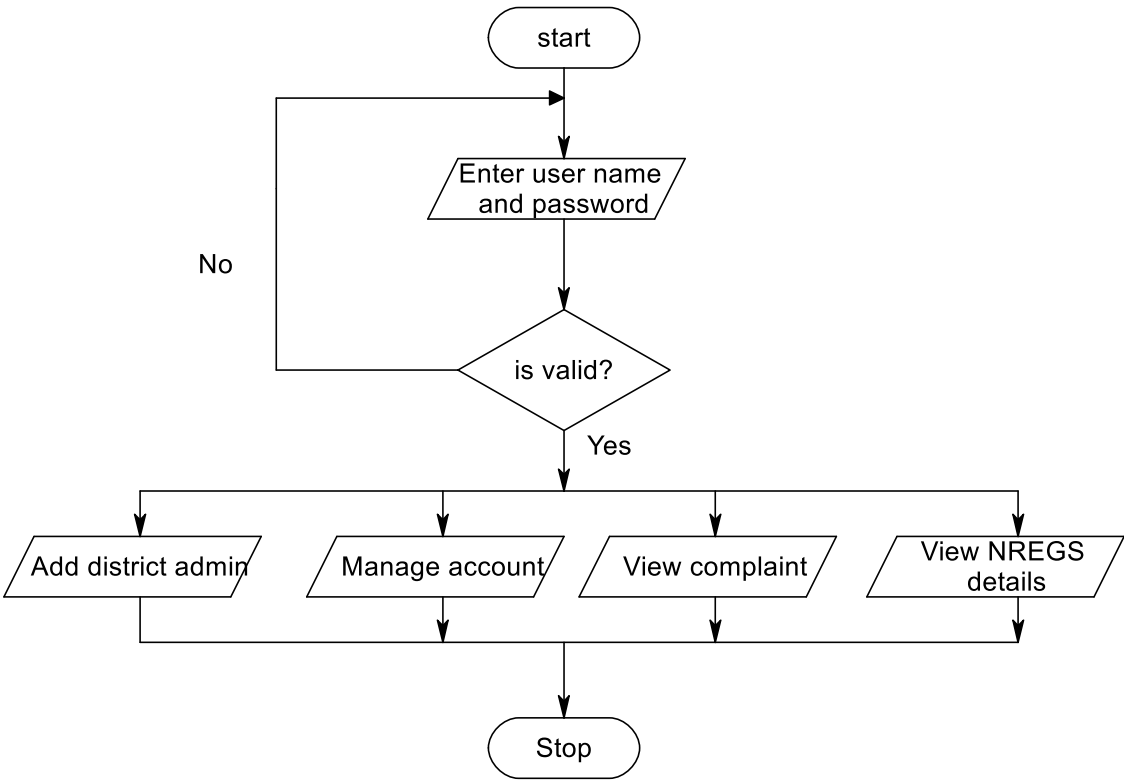 start
Enter user name
and password
No
is valid?
Yes
Add district admin
Manage account
View complaint
View NREGS
details
Stop